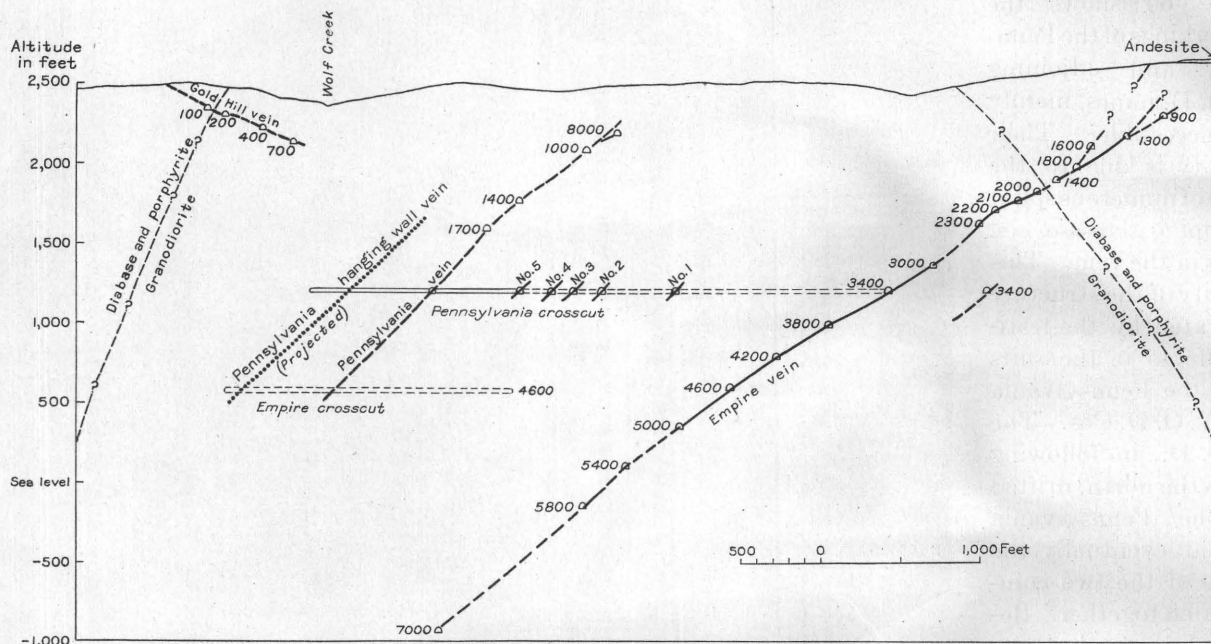 Wolf Creek
Altitude
in feet
Andesite
2,500
2,000
1,500
1,000
500
Sea level
-500
-1,000
Gold Hill vein
100
200
400
700
Diabase and porphyrite
Granodiorite
8000
1000
1400
1700
Pennsylvania hanging wall vein
(Projected)
Pennsylvania vein
No.5
No.4
No.3
No.2
No.1
Pennsylvania crosscut
4600
Empire crosscut
?
?
?
900
1300
1600
1800
1400
2000
2100
2200
2300
3000
3400
3400
3800
4200
4600
5000
5400
5800
7000
Empire vein
Diabase and porphyrite
Granodiorite
500 0 1,000 Feet